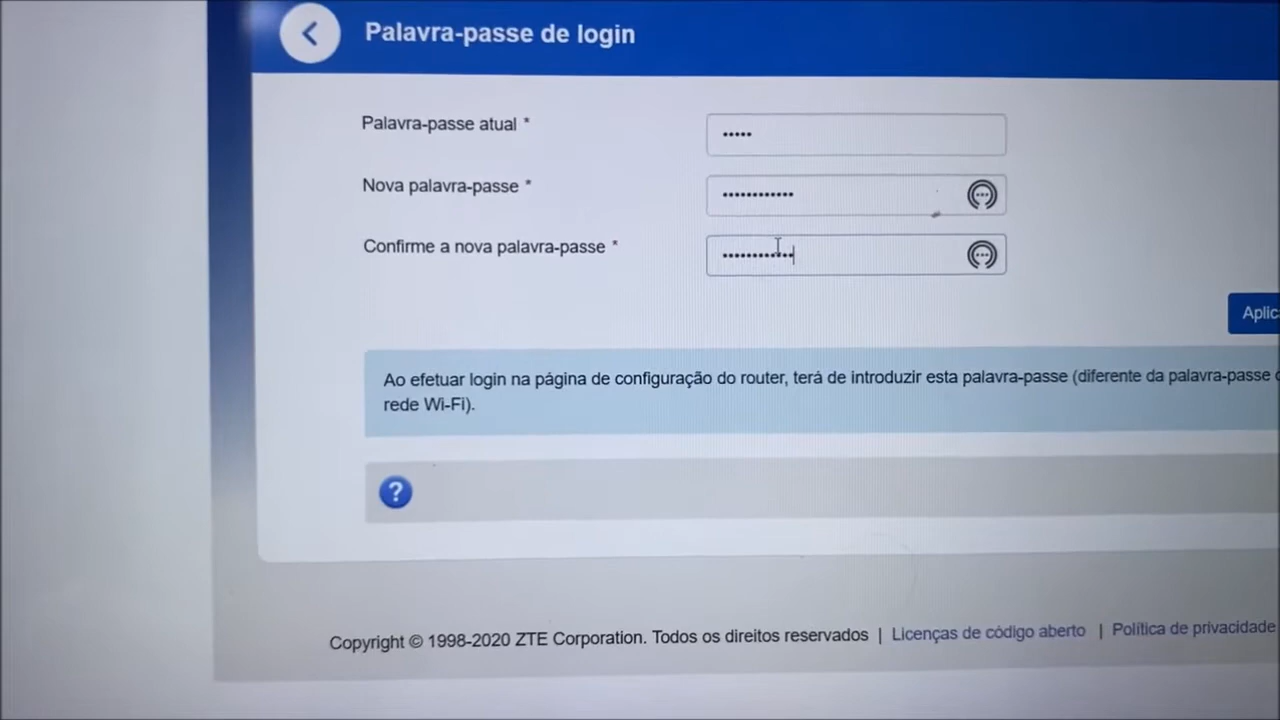 Palavra-passe de login
Palavra-passe atual *
•••••
Nova palavra-passe *
••••••••••••
Confirme a nova palavra-passe *
••••••••••••
Aplic
Ao efetuar login na página de configuração do router, terá de introduzir esta palavra-passe (diferente da palavra-passe
rede Wi-Fi).
?
Copyright © 1998-2020 ZTE Corporation. Todos os direitos reservados | Licenças de código aberto | Política de privacidade